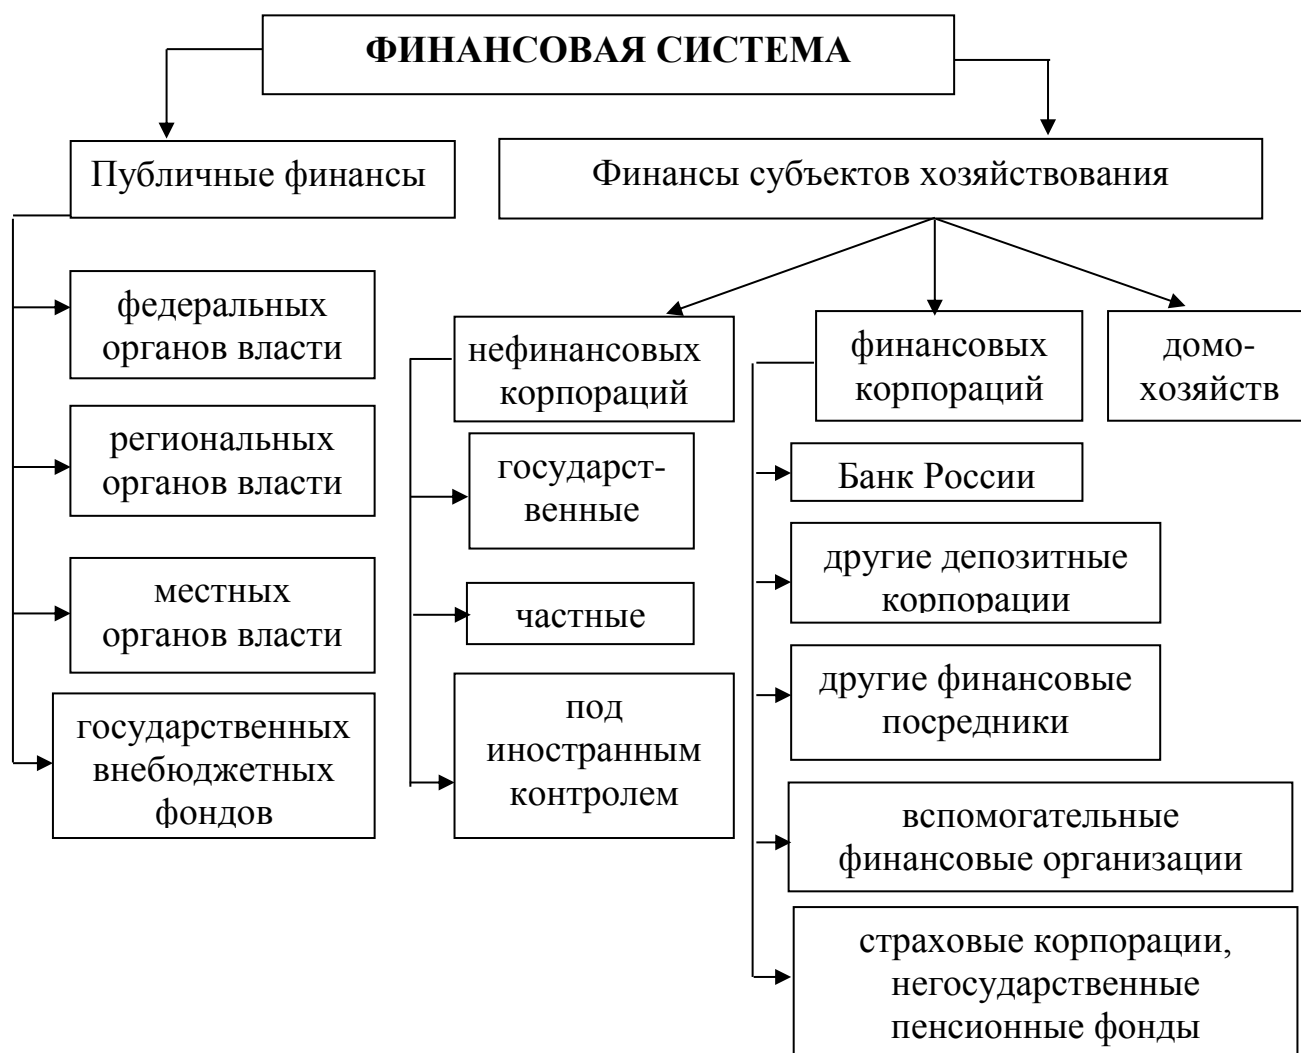 ФИНАНСОВАЯ СИСТЕМА
Публичные финансы
Финансы субъектов хозяйствования
федеральных
органов власти
региональных
органов власти
местных
органов власти
государственных
внебюджетных
фондов
нефинансовых
корпораций
государст-
венные
частные
под
иностранным
контролем
финансовых
корпораций
Банк России
другие депозитные
корпорации
другие финансовые
посредники
вспомогательные
финансовые организации
страховые корпорации,
негосударственные
пенсионные фонды
домо-
хозяйств